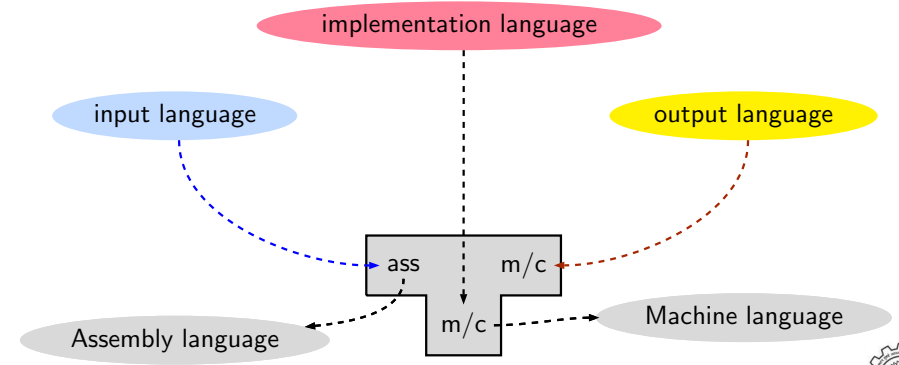 implementation language
input language
output language
ass
m/c
m/c
Machine language
Assembly language